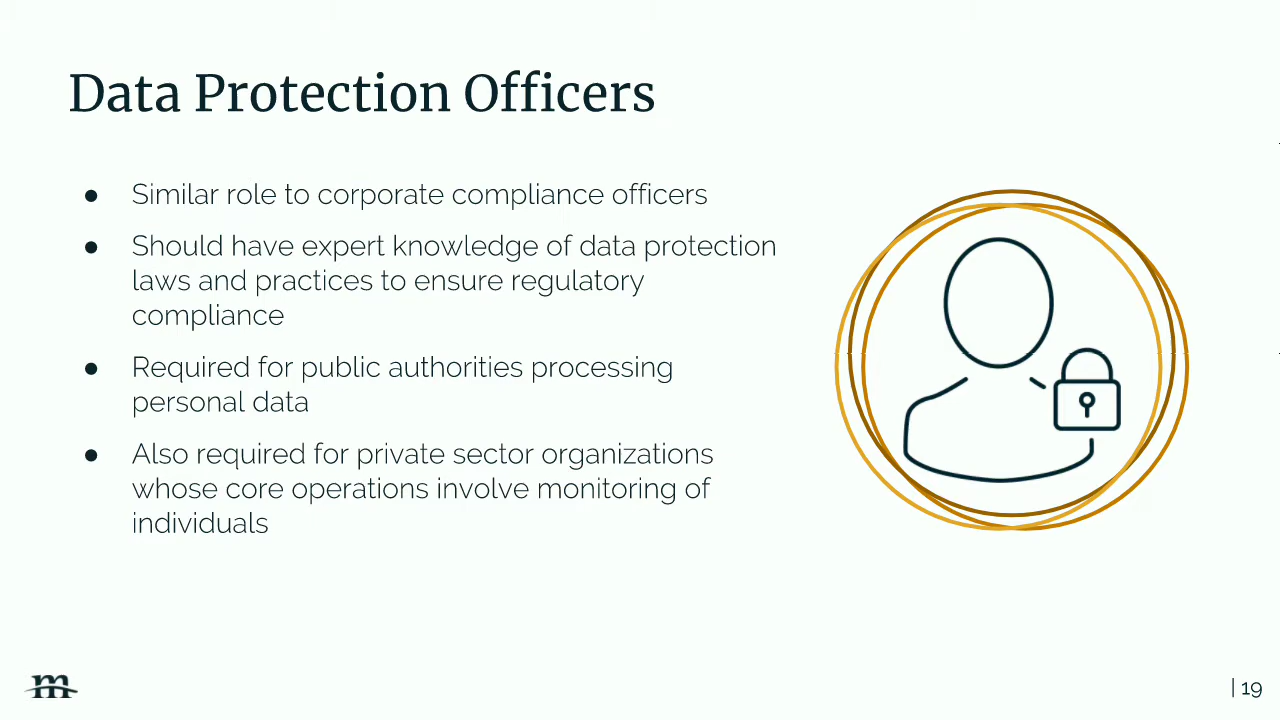 Data Protection Officers
● Similar role to corporate compliance officers
● Should have expert knowledge of data protection
laws and practices to ensure regulatory
compliance
● Required for public authorities processing
personal data
● Also required for private sector organizations
whose core operations involve monitoring of
individuals
m
| 19